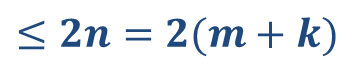 ≤ 2n = 2(m + k)